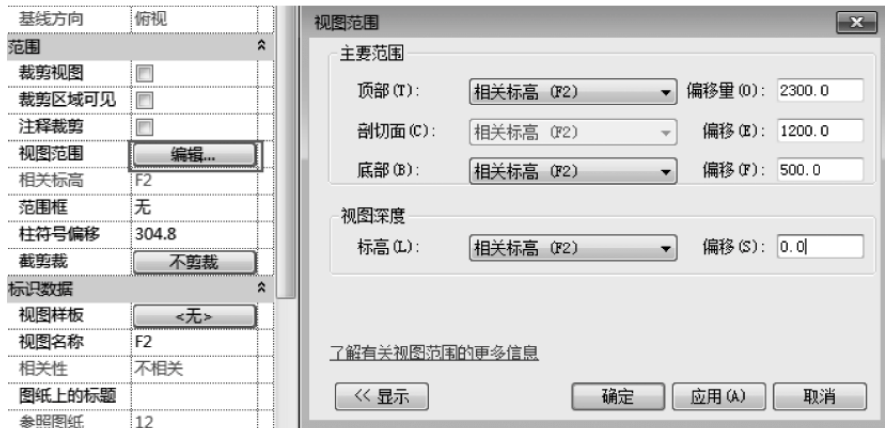 基线方向 俯视
范围
裁剪视图
裁剪区域可见
注释裁剪
视图范围 编辑...
相关标高 F2
范围框 无
柱符号偏移 304.8
截剪裁 不剪裁
标识数据
视图样板 <无>
视图名称 F2
相关性 不相关
图纸上的标题
参照图纸 12
视图范围
主要范围
顶部(T): 相关标高 (F2) 偏移量(O): 2300.0
剖切面(C): 相关标高 (F2) 偏移(E): 1200.0
底部(B): 相关标高 (F2) 偏移(F): 500.0
视图深度
标高(L): 相关标高 (F2) 偏移(S): 0.0
了解有关视图范围的更多信息
<< 显示 确定 应用(A) 取消